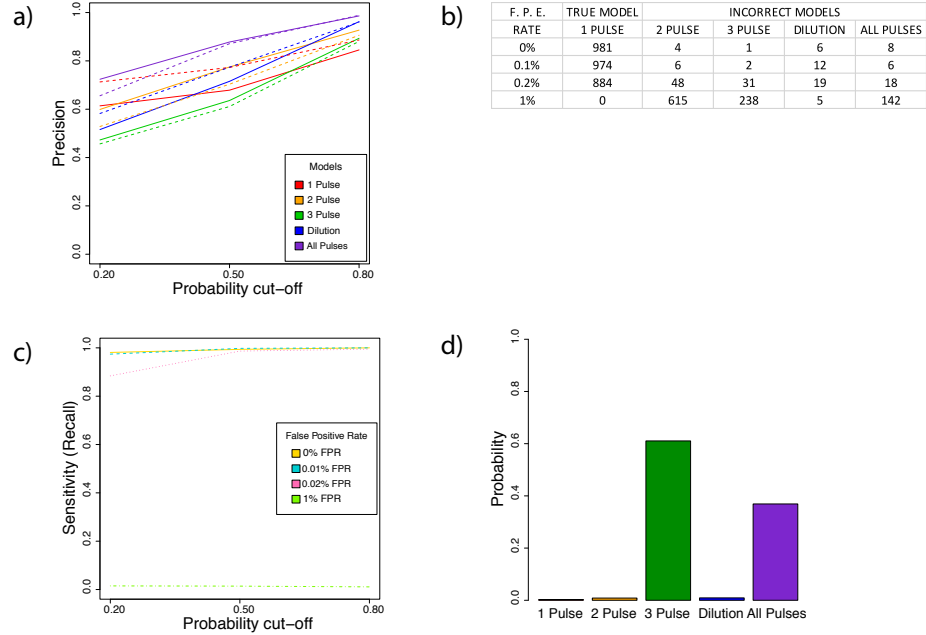 a)
Precision
0.0
0.2
0.4
0.6
0.8
1.0
0.20
0.50
0.80
Probability cut-off
Models
1 Pulse
2 Pulse
3 Pulse
Dilution
All Pulses
b)
F. P. E. TRUE MODEL INCORRECT MODELS
RATE 1 PULSE 2 PULSE 3 PULSE DILUTION ALL PULSES
0% 981 4 1 6 8
0.1% 974 6 2 12 6
0.2% 884 48 31 19 18
1% 0 615 238 5 142
c)
Sensitivity (Recall)
0.0
0.2
0.4
0.6
0.8
1.0
0.20
0.50
0.80
Probability cut-off
False Positive Rate
0% FPR
0.01% FPR
0.02% FPR
1% FPR
d)
Probability
0.0
0.2
0.4
0.6
0.8
1.0
1 Pulse 2 Pulse 3 Pulse Dilution All Pulses